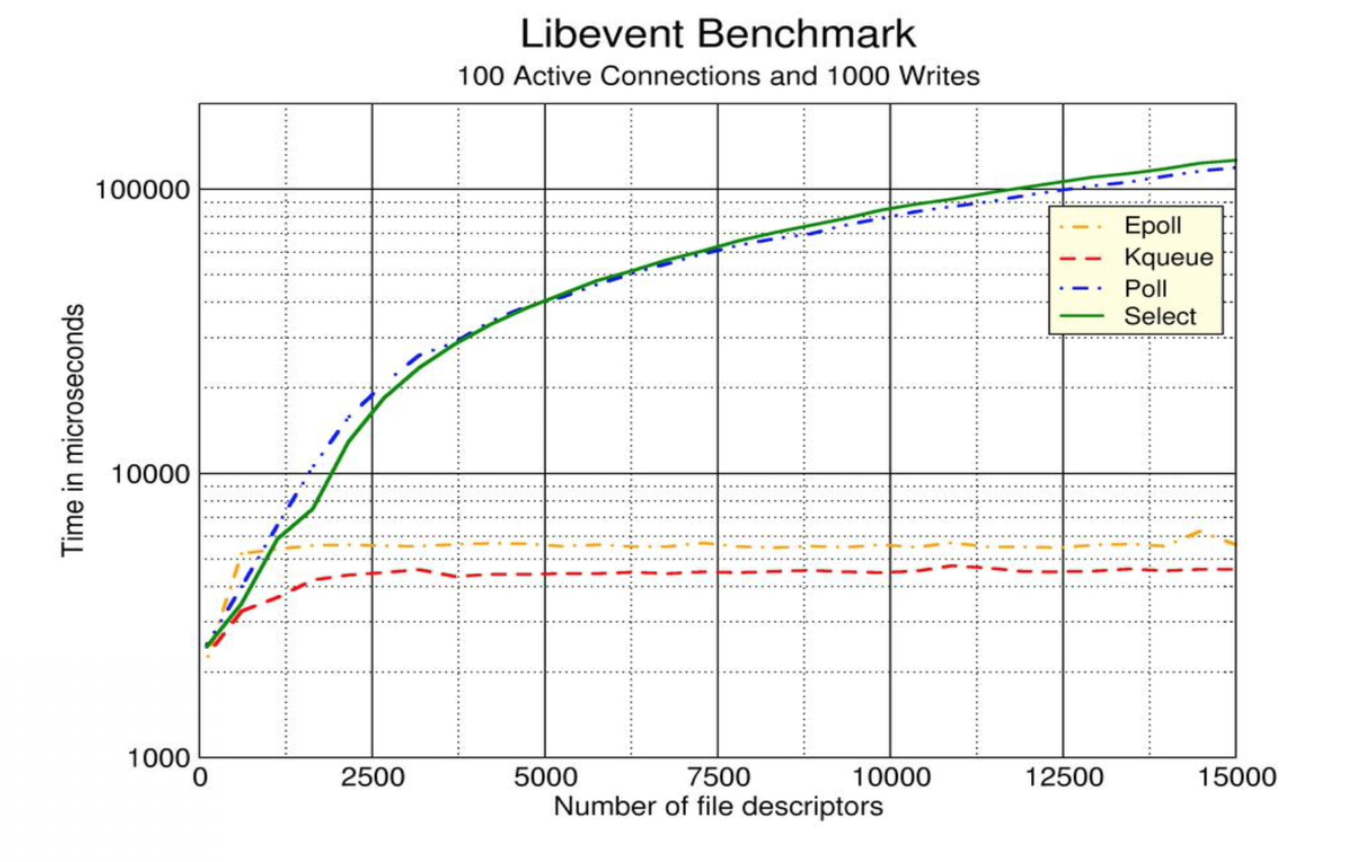 Libevent Benchmark
100 Active Connections and 1000 Writes
100000
10000
1000
Time in microseconds
Epoll
Kqueue
Poll
Select
0 2500 5000 7500 10000 12500 15000
Number of file descriptors